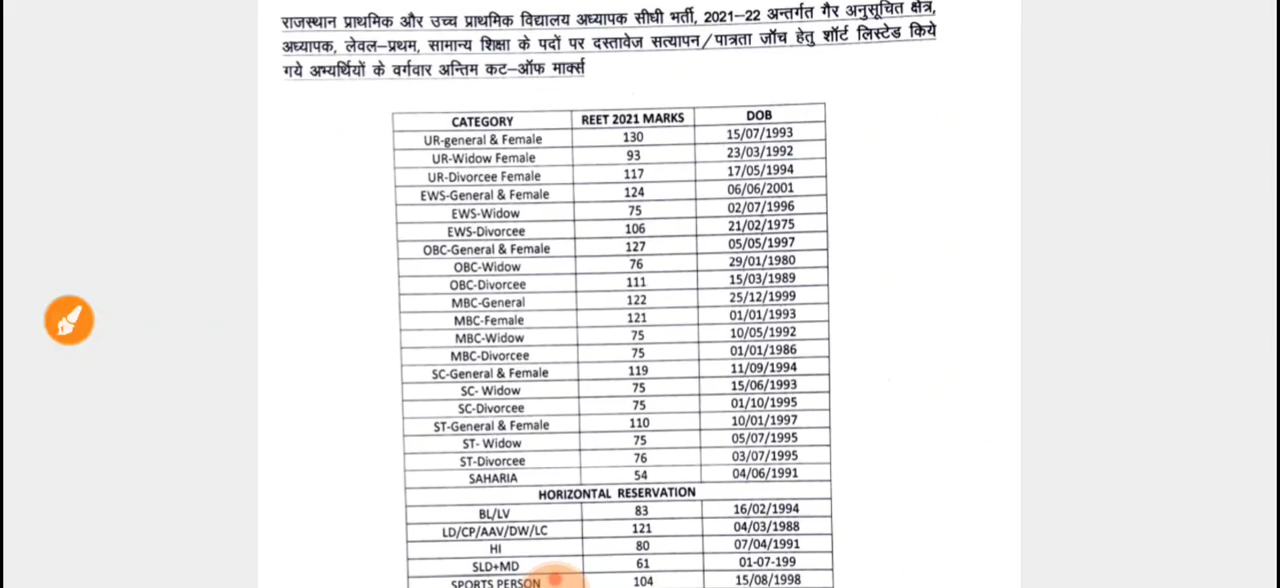 राजस्थान प्राथमिक और उच्च प्राथमिक विद्यालय अध्यापक सीधी भर्ती, 2021–22 अन्तर्गत गैर अनुसूचित क्षेत्र,
अध्यापक, लेवल–प्रथम, सामान्य शिक्षा के पदों पर दस्तावेज सत्यापन/पात्रता जॉच हेतु शॉर्ट लिस्टेड किये
गये अभ्यर्थियों के वर्गवार अन्तिम कट–ऑफ मार्क्स
CATEGORY REET 2021 MARKS DOB
UR-general & Female 130 15/07/1993
UR-Widow Female 93 23/03/1992
UR-Divorcee Female 117 17/05/1994
EWS-General & Female 124 06/06/2001
EWS-Widow 75 02/07/1996
EWS-Divorcee 106 21/02/1975
OBC-General & Female 127 05/05/1997
OBC-Widow 76 29/01/1980
OBC-Divorcee 111 15/03/1989
MBC-General 122 25/12/1999
MBC-Female 121 01/01/1993
MBC-Widow 75 10/05/1992
MBC-Divorcee 75 01/01/1986
SC-General & Female 119 11/09/1994
SC- Widow 75 15/06/1993
SC-Divorcee 75 01/10/1995
ST-General & Female 110 10/01/1997
ST- Widow 75 05/07/1995
ST-Divorcee 76 03/07/1995
SAHARIA 54 04/06/1991
HORIZONTAL RESERVATION
BL/LV 83 16/02/1994
LD/CP/AAV/DW/LC 121 04/03/1988
HI 80 07/04/1991
SLD+MD 61 01-07-199
SPORTS PERSON 104 15/08/1998